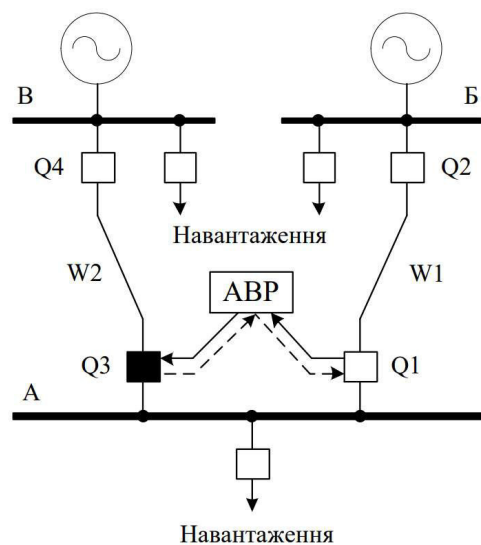 В
Б
Q4
Q2
Навантаження
W2
W1
АВР
Q3
Q1
А
Навантаження